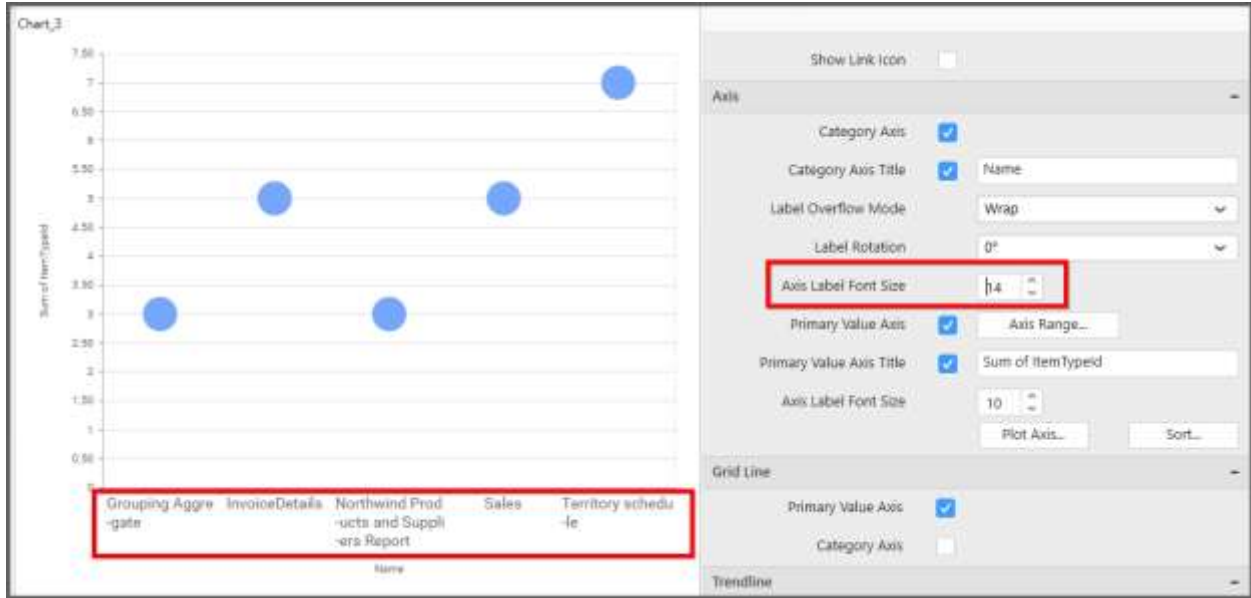 Chart_3
7.50
7
6.50
6
5.50
5
4.50
4
3.50
3
2.50
2
1.50
1
0.50
0
Sum of ItemTypeId
Grouping Aggre
-gate
InvoiceDetails
Northwind Prod
-ucts and Suppli
-ers Report
Sales
Territory schedu
-le
Name
Show Link Icon
Axis -
Category Axis
Category Axis Title Name
Label Overflow Mode Wrap
Label Rotation 0°
Axis Label Font Size 14
Primary Value Axis Axis Range...
Primary Value Axis Title Sum of ItemTypeId
Axis Label Font Size 10
Plot Axis... Sort...
Grid Line -
Primary Value Axis
Category Axis
Trendline -